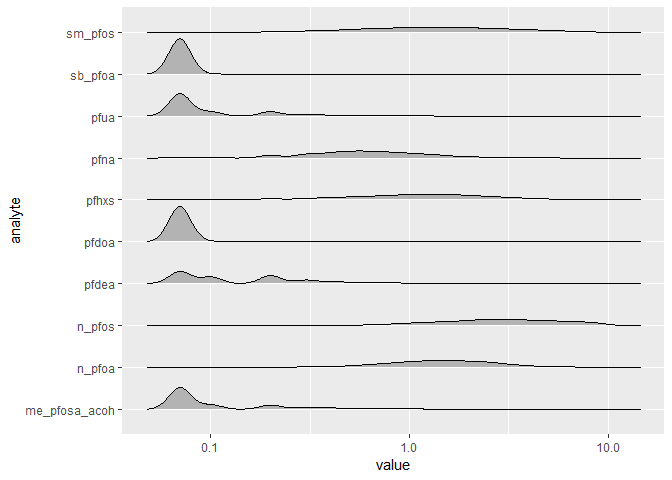 sm_pfos
sb_pfoa
pfua
pfna
pfhxs
pfdoa
pfdea
n_pfos
n_pfoa
me_pfosa_acoh
analyte
0.1
1.0
10.0
value